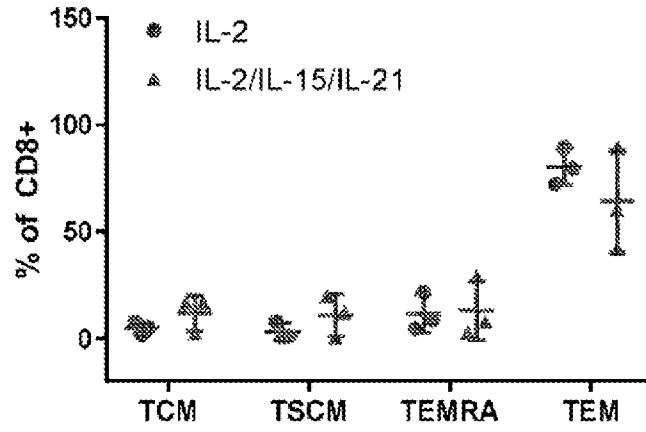 150
IL-2
IL-2/IL-15/IL-21
100
50
0
% of CD8+
TCM TSCM TEMRA TEM